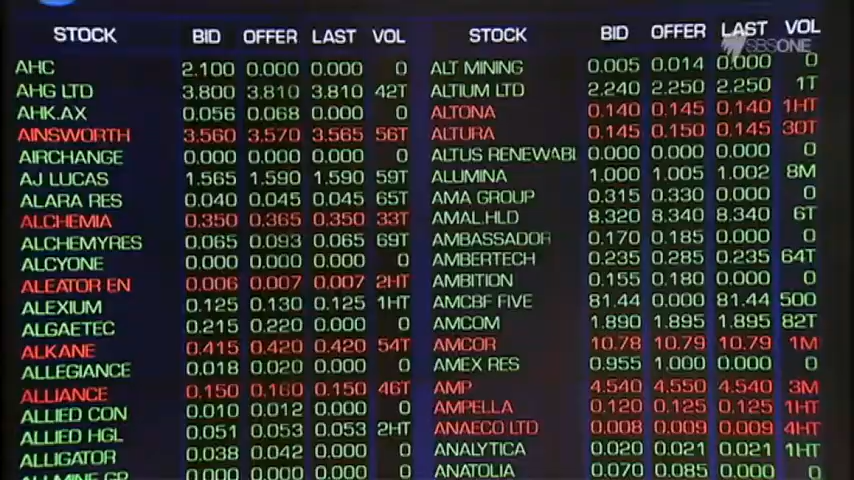 STOCK BID OFFER LAST VOL
AHC 2.100 0.000 0.000 0
AHG LTD 3.800 3.810 3.810 42T
AHK.AX 0.056 0.068 0.000 0
AINSWORTH 3.560 3.570 3.565 56T
AIRCHANGE 0.000 0.000 0.000 0
AJ LUCAS 1.565 1.590 1.590 59T
ALARA RES 0.040 0.045 0.045 65T
ALCHEMIA 0.350 0.365 0.350 33T
ALCHEMYRES 0.065 0.093 0.065 69T
ALCYONE 0.000 0.000 0.000 0
ALEATOR EN 0.006 0.007 0.007 2HT
ALEXIUM 0.125 0.130 0.125 1HT
ALGAETEC 0.215 0.220 0.000 0
ALKANE 0.415 0.420 0.420 54T
ALLEGIANCE 0.018 0.020 0.000 0
ALLIANCE 0.150 0.160 0.150 46T
ALLIED CON 0.010 0.012 0.000 0
ALLIED HGL 0.051 0.053 0.053 2HT
ALLIGATOR 0.038 0.042 0.000 0
ALUMINE GR 0.000 0.000 0.000 0
STOCK BID OFFER LAST VOL
SBS ONE
ALT MINING 0.005 0.014 0.000 0
ALTIUM LTD 2.240 2.250 2.250 1T
ALTONA 0.140 0.145 0.140 1HT
ALTURA 0.145 0.150 0.145 30T
ALTUS RENEWABL 0.000 0.000 0.000 0
ALUMINA 1.000 1.005 1.002 8M
AMA GROUP 0.315 0.330 0.000 0
AMAL.HLD 8.320 8.340 8.340 6T
AMBASSADOR 0.170 0.185 0.000 0
AMBERTECH 0.235 0.285 0.235 64T
AMBITION 0.155 0.180 0.000 0
AMCBF FIVE 81.44 0.000 81.44 500
AMCOM 1.890 1.895 1.895 82T
AMCOR 10.78 10.79 10.79 1M
AMEX RES 0.955 1.000 0.000 0
AMP 4.540 4.550 4.540 3M
AMPELLA 0.120 0.125 0.125 1HT
ANAECO LTD 0.008 0.009 0.009 4HT
ANALYTICA 0.020 0.021 0.021 1HT
ANATOLIA 0.070 0.085 0.000 0